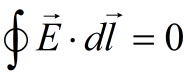 ∮ E⃗ · dl⃗ = 0